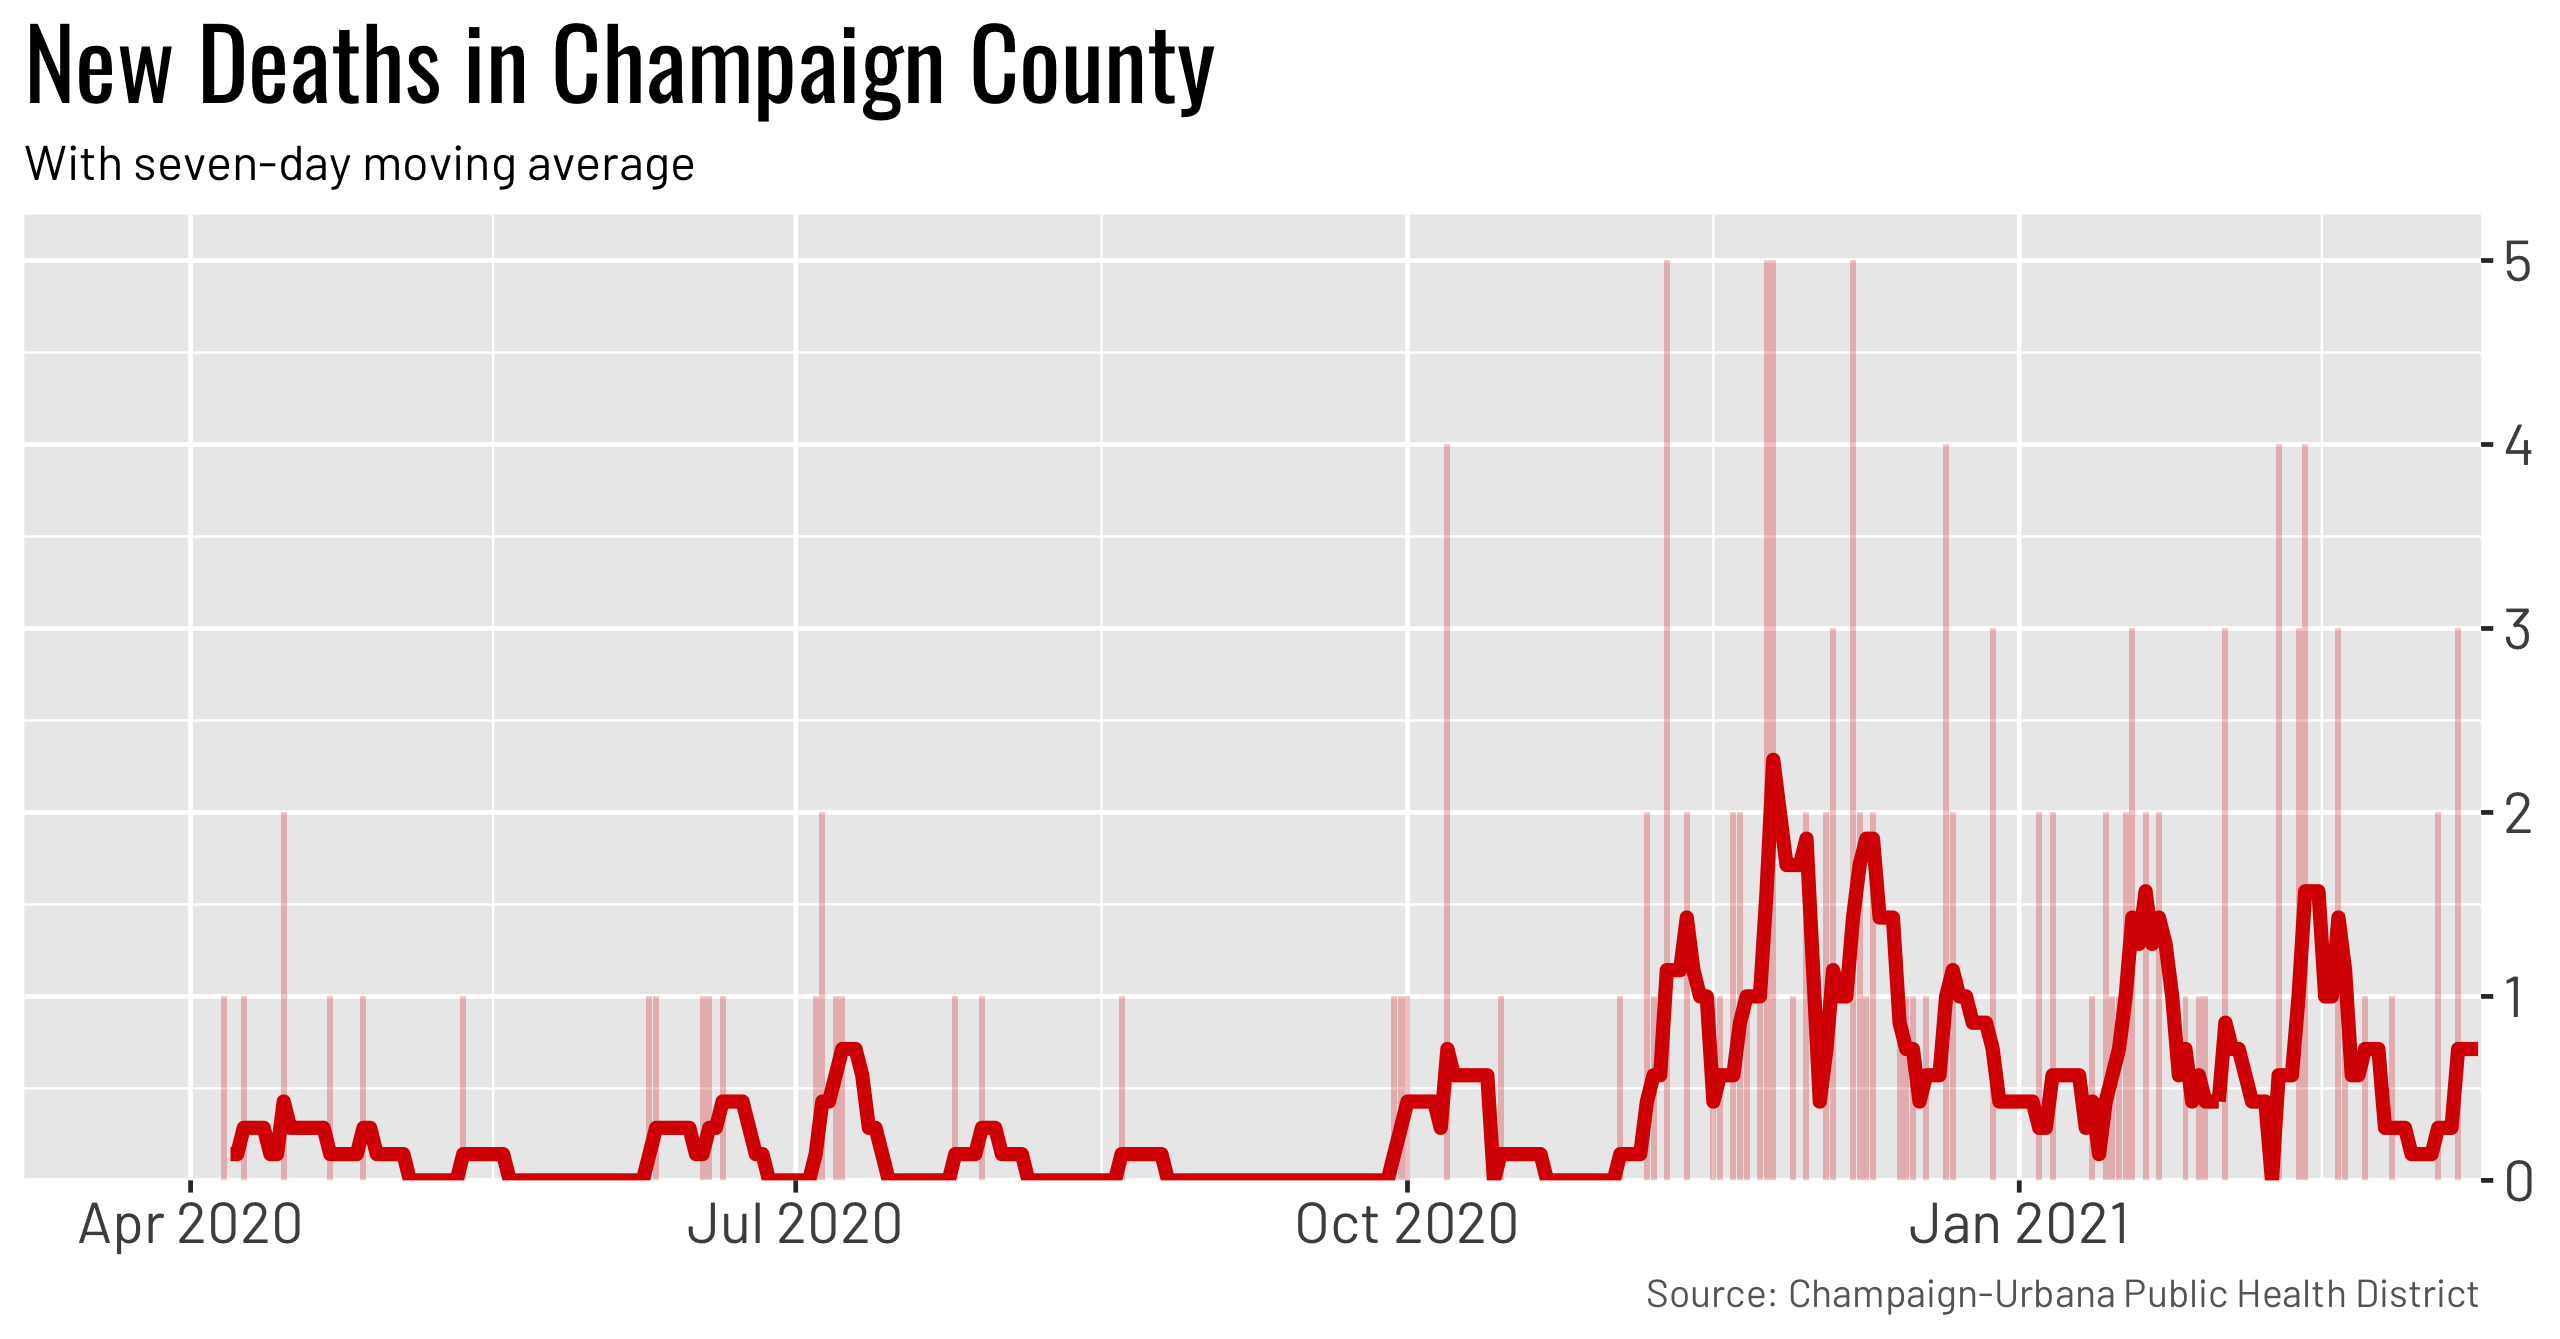 New Deaths in Champaign County
With seven-day moving average
5
4
3
2
1
0
Apr 2020 Jul 2020 Oct 2020 Jan 2021
Source: Champaign-Urbana Public Health District